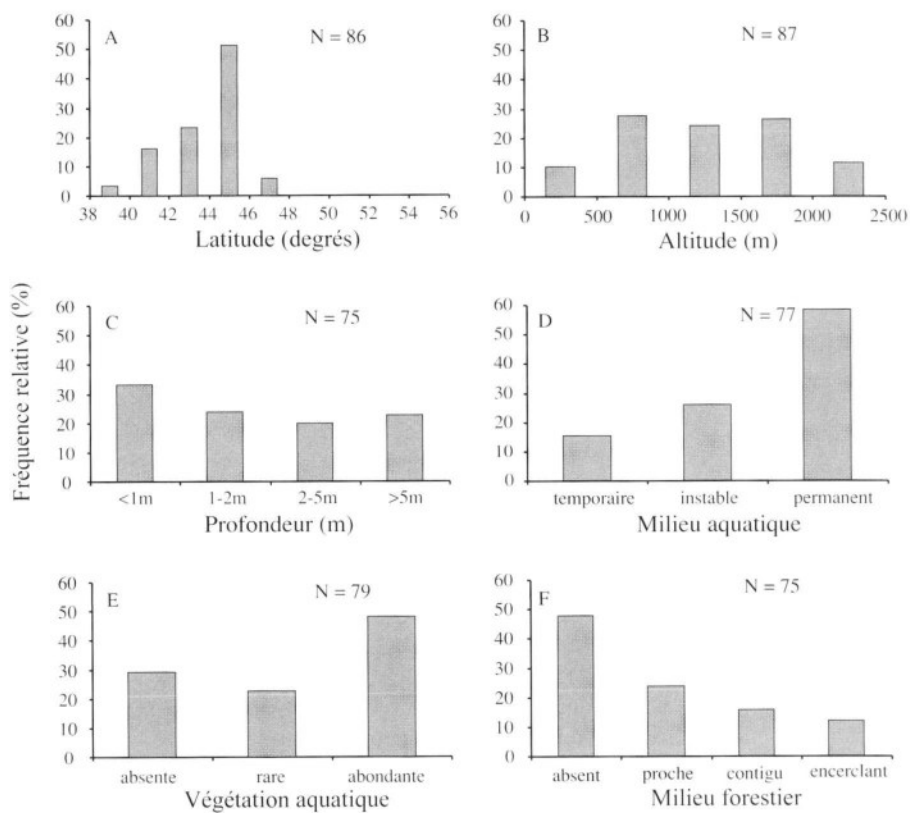 Fréquence relative (%)
A
N = 86
60
50
40
30
20
10
0
38 40 42 44 46 48 50 52 54 56
Latitude (degrés)
B
N = 87
60
50
40
30
20
10
0
0 500 1000 1500 2000 2500
Altitude (m)
C
N = 75
60
50
40
30
20
10
0
<1m 1-2m 2-5m >5m
Profondeur (m)
D
N = 77
60
50
40
30
20
10
0
temporaire instable permanent
Milieu aquatique
E
N = 79
60
50
40
30
20
10
0
absente rare abondante
Végétation aquatique
F
N = 75
60
50
40
30
20
10
0
absent proche contigu encerclant
Milieu forestier